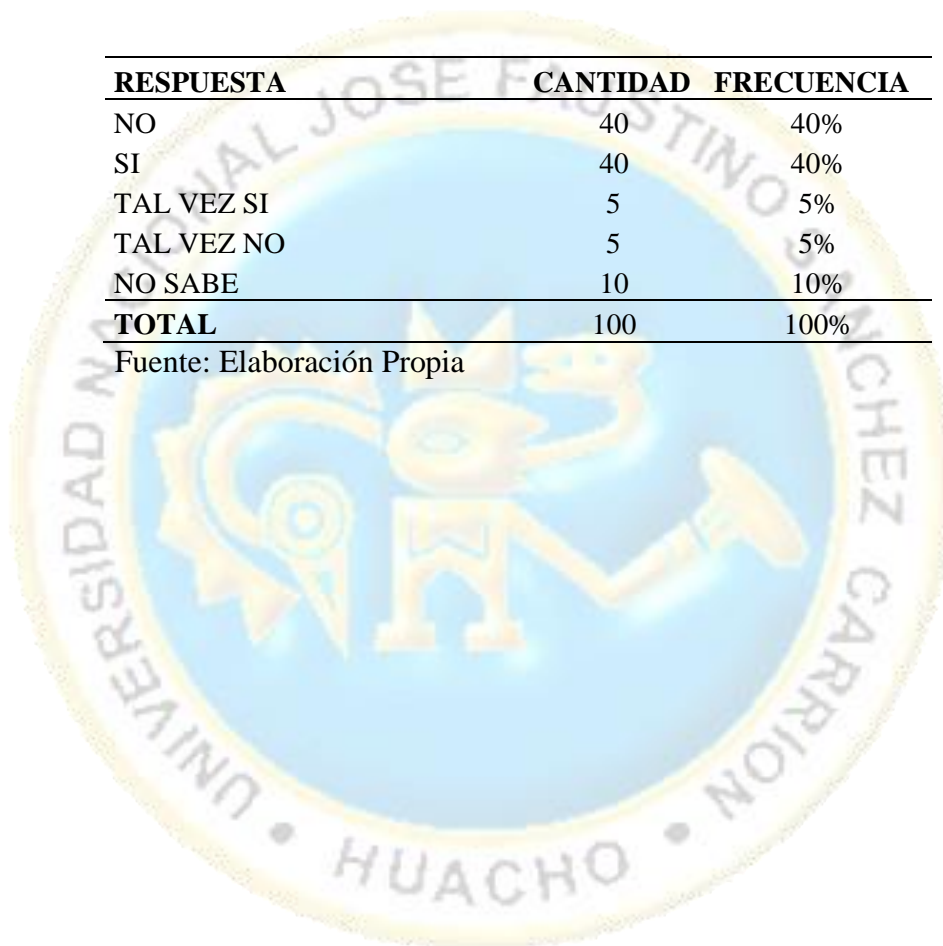 RESPUESTA CANTIDAD FRECUENCIA
NO 40 40%
SI 40 40%
TAL VEZ SI 5 5%
TAL VEZ NO 5 5%
NO SABE 10 10%
TOTAL 100 100%
Fuente: Elaboración Propia
UNIVERSIDAD NACIONAL JOSE FAUSTINO SANCHEZ CARRION
• HUACHO •